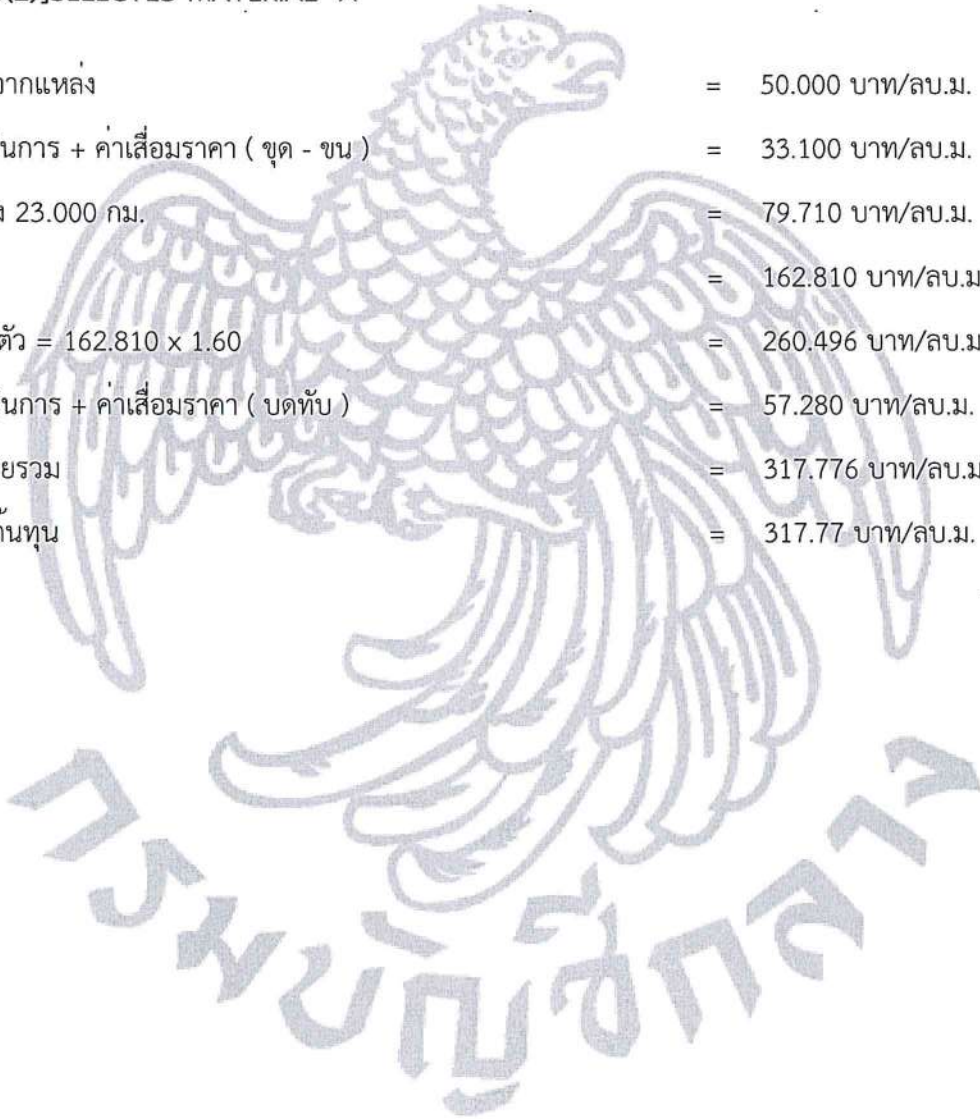 SELECTED MATERIAL "A"
จากแหล่ง = 50.000 บาท/ลบ.ม.
นการ + ค่าเสื่อมราคา ( ขุด - ขน ) = 33.100 บาท/ลบ.ม.
ง 23.000 กม. = 79.710 บาท/ลบ.ม.
= 162.810 บาท/ลบ.ม
ตัว = 162.810 x 1.60 = 260.496 บาท/ลบ.ม
นการ + ค่าเสื่อมราคา ( บดทับ ) = 57.280 บาท/ลบ.ม.
ยรวม = 317.776 บาท/ลบ.ม
นทุน = 317.77 บาท/ลบ.ม.
กรมบัญชีกลาง